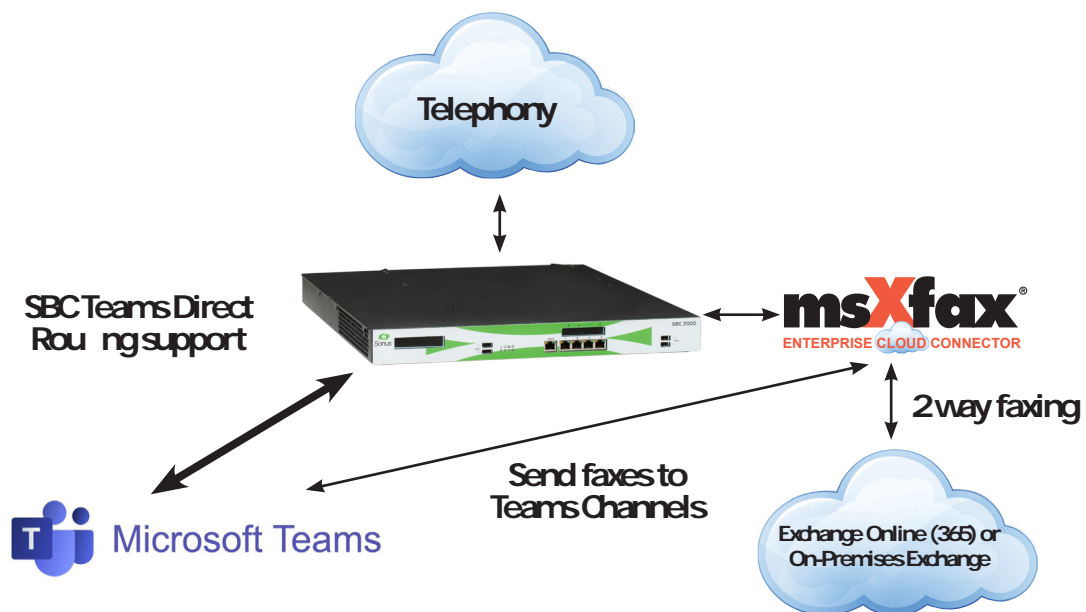 Telephony
SBC Teams Direct
Rou ng support
Sonus
SBC 2000
msXfax®
ENTERPRISE CLOUD CONNECTOR
2 way faxing
Send faxes to
Teams Channels
T
Microsoft Teams
Exchange Online (365) or
On-Premises Exchange